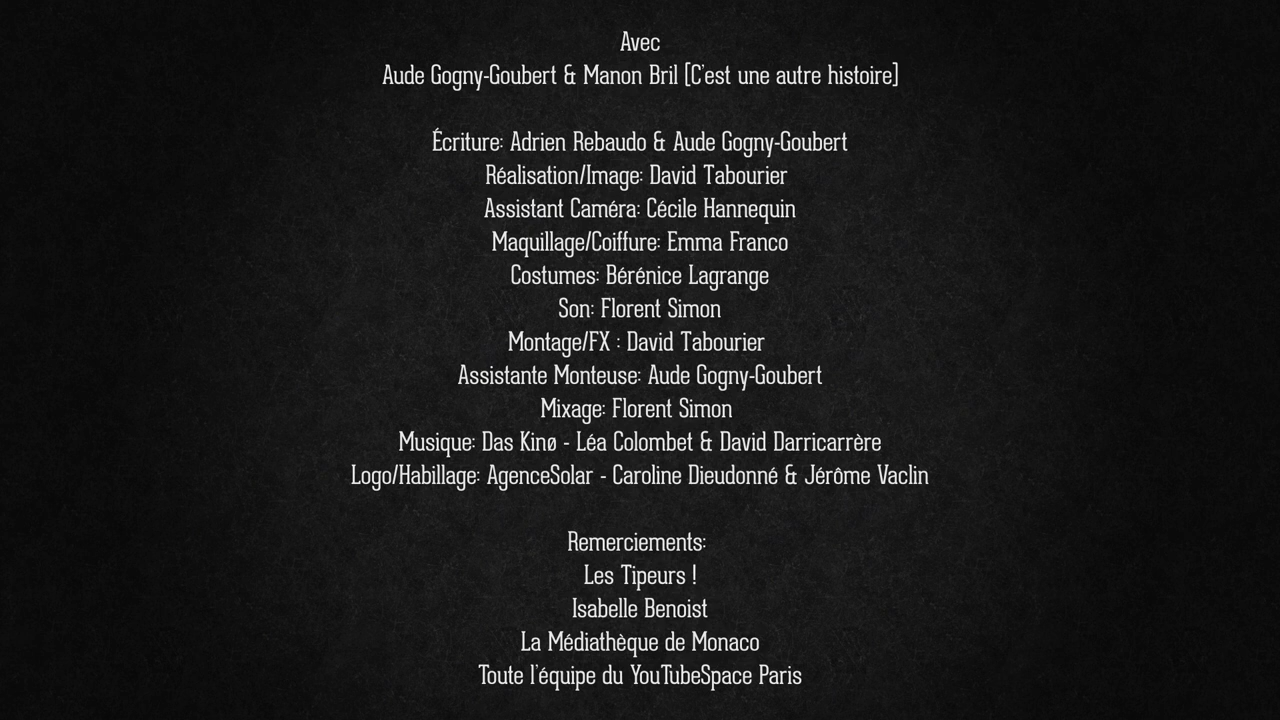 Avec
Aude Gogny-Goubert & Manon Bril [C'est une autre histoire]
Écriture: Adrien Rebaudo & Aude Gogny-Goubert
Réalisation/Image: David Tabourier
Assistant Caméra: Cécile Hannequin
Maquillage/Coiffure: Emma Franco
Costumes: Bérénice Lagrange
Son: Florent Simon
Montage/FX : David Tabourier
Assistante Monteuse: Aude Gogny-Goubert
Mixage: Florent Simon
Musique: Das Kinø - Léa Colombet & David Darricarrère
Logo/Habillage: AgenceSolar - Caroline Dieudonné & Jérôme Vaclin
Remerciements:
Les Tipeurs !
Isabelle Benoist
La Médiathèque de Monaco
Toute l'équipe du YouTubeSpace Paris